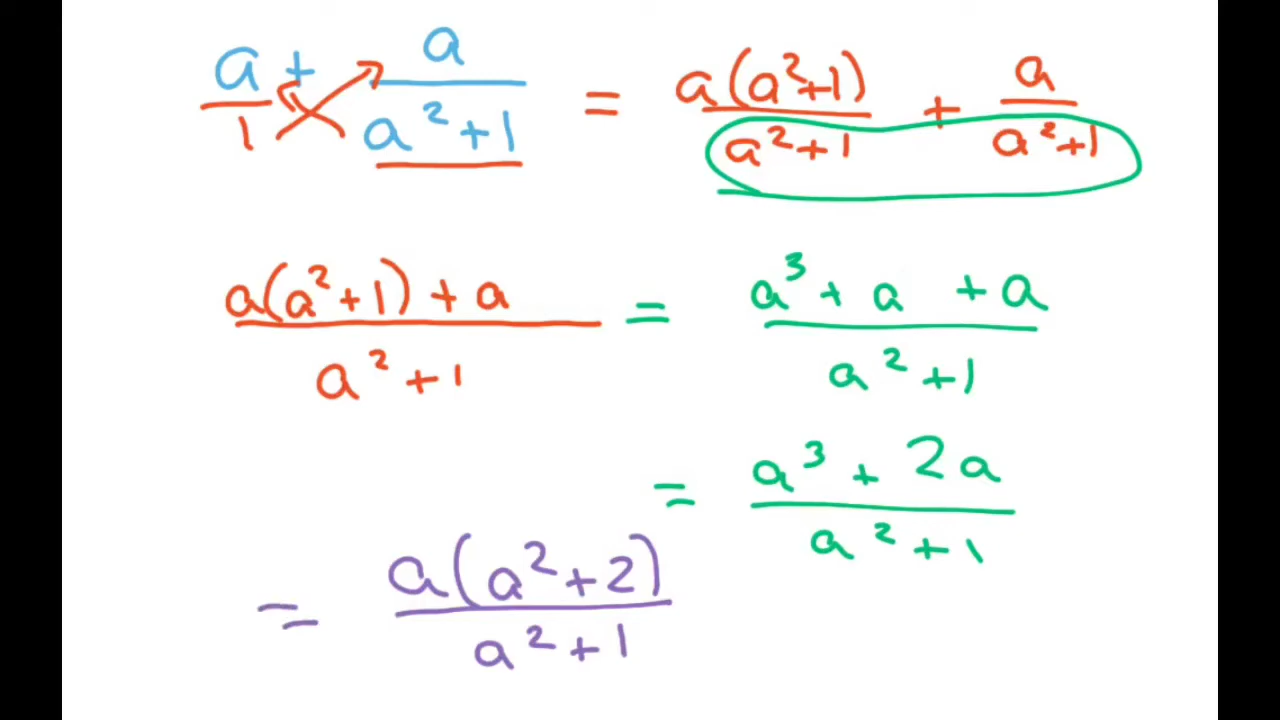 a/1 + a/(a²+1) = a(a²+1)/(a²+1) + a/(a²+1)
(a(a²+1) + a)/(a²+1) = (a³ + a + a)/(a²+1)
= (a³ + 2a)/(a²+1)
= a(a²+2)/(a²+1)